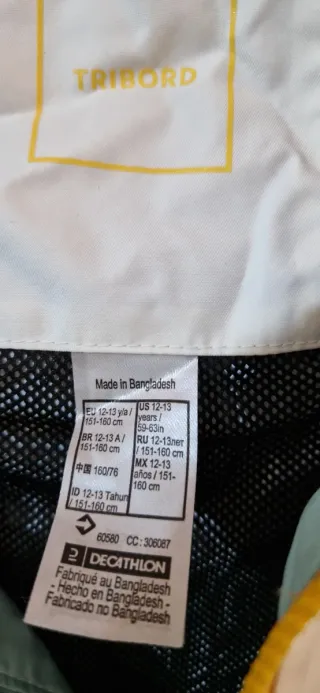 TRIBORD
Made in Bangladesh
EU 12-13 y/a /
151-160 cm
BR 12-13 A /
151-160 cm
中国 160/76
ID 12-13 Tahun
/ 151-160 cm
US 12-13
years /
59-63in
RU 12-13лет
/ 151-160 cm
MX 12-13
años / 151-
160 cm
60580 CC: 306087
DECATHLON
Fabriqué au Bangladesh
- Hecho en Bangladesh -
Fabricado no Bangladesh